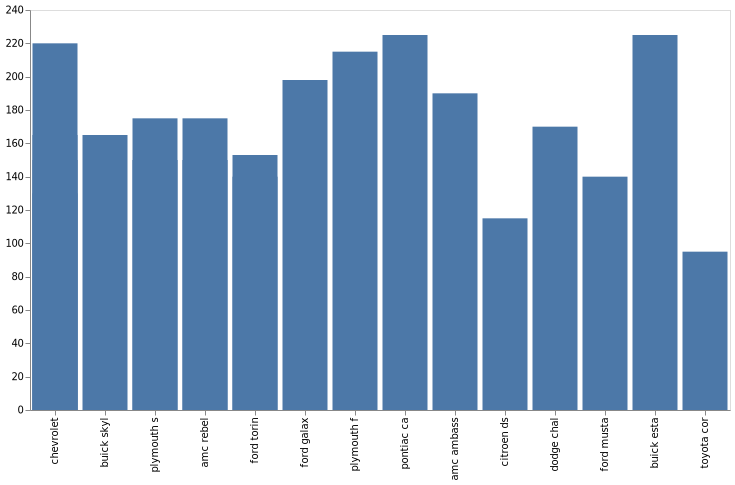 240
220
200
180
160
140
120
100
80
60
40
20
0
chevrolet
buick skyl
plymouth s
amc rebel
ford torin
ford galax
plymouth f
pontiac ca
amc ambass
citroen ds
dodge chal
ford musta
buick esta
toyota cor